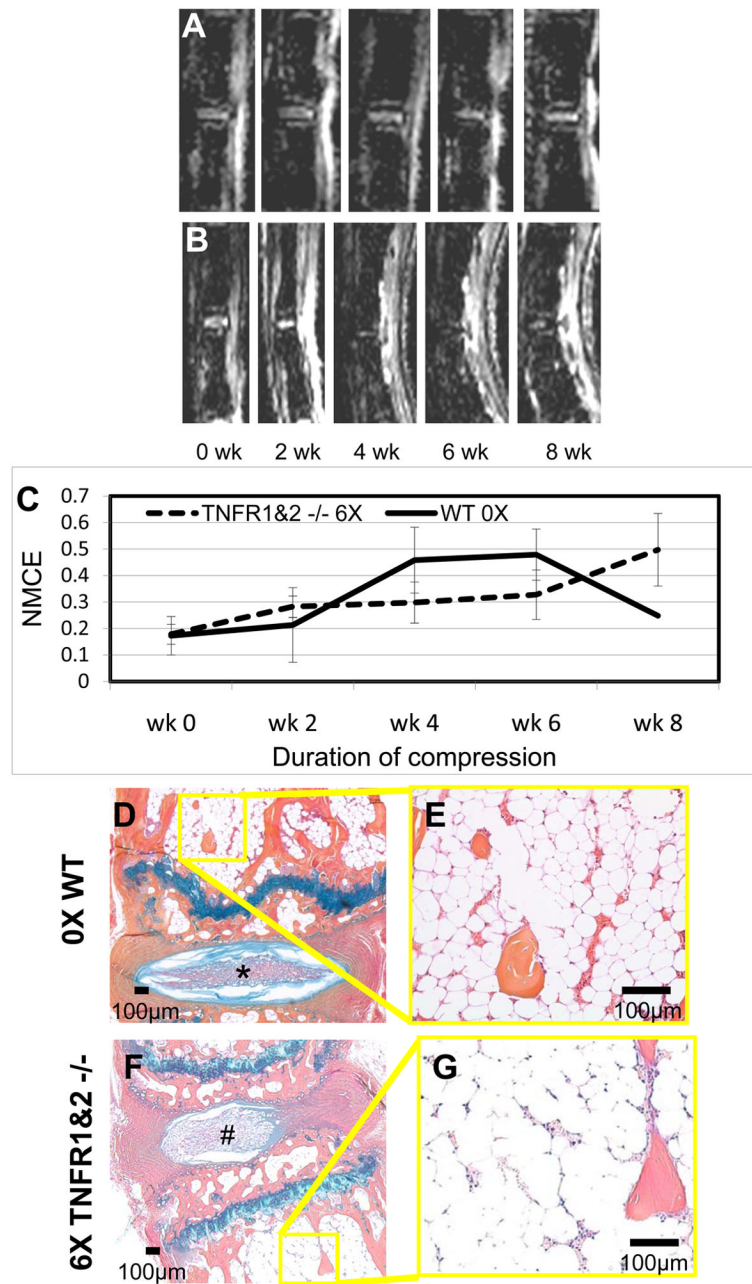 A
B
0 wk 2 wk 4 wk 6 wk 8 wk
C
TNFR1&2 -/- 6X WT 0X
NMCE
0.7
0.6
0.5
0.4
0.3
0.2
0.1
0
wk 0 wk 2 wk 4 wk 6 wk 8
Duration of compression
0X WT
D
*
100µm
E
100µm
6X TNFR1&2 -/-
F
#
100µm
G
100µm